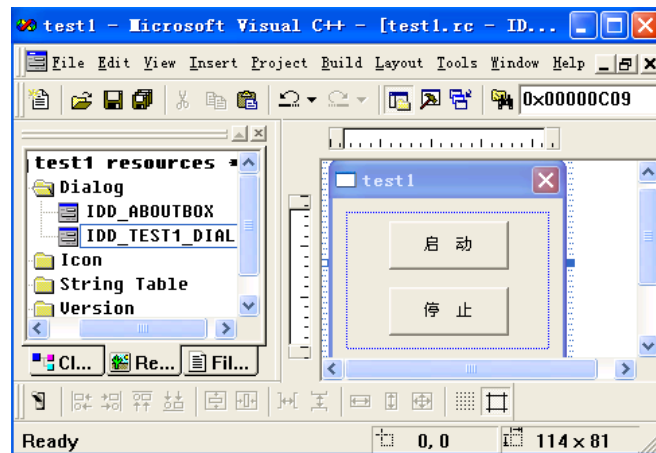 test1 - Microsoft Visual C++ - [test1.rc - ID...
File Edit View Insert Project Build Layout Tools Window Help
0x00000C09
test1 resources
Dialog
IDD_ABOUTBOX
IDD_TEST1_DIAL
Icon
String Table
Version
Cl... Re... Fil...
test1
启 动
停 止
Ready 0, 0 114×81